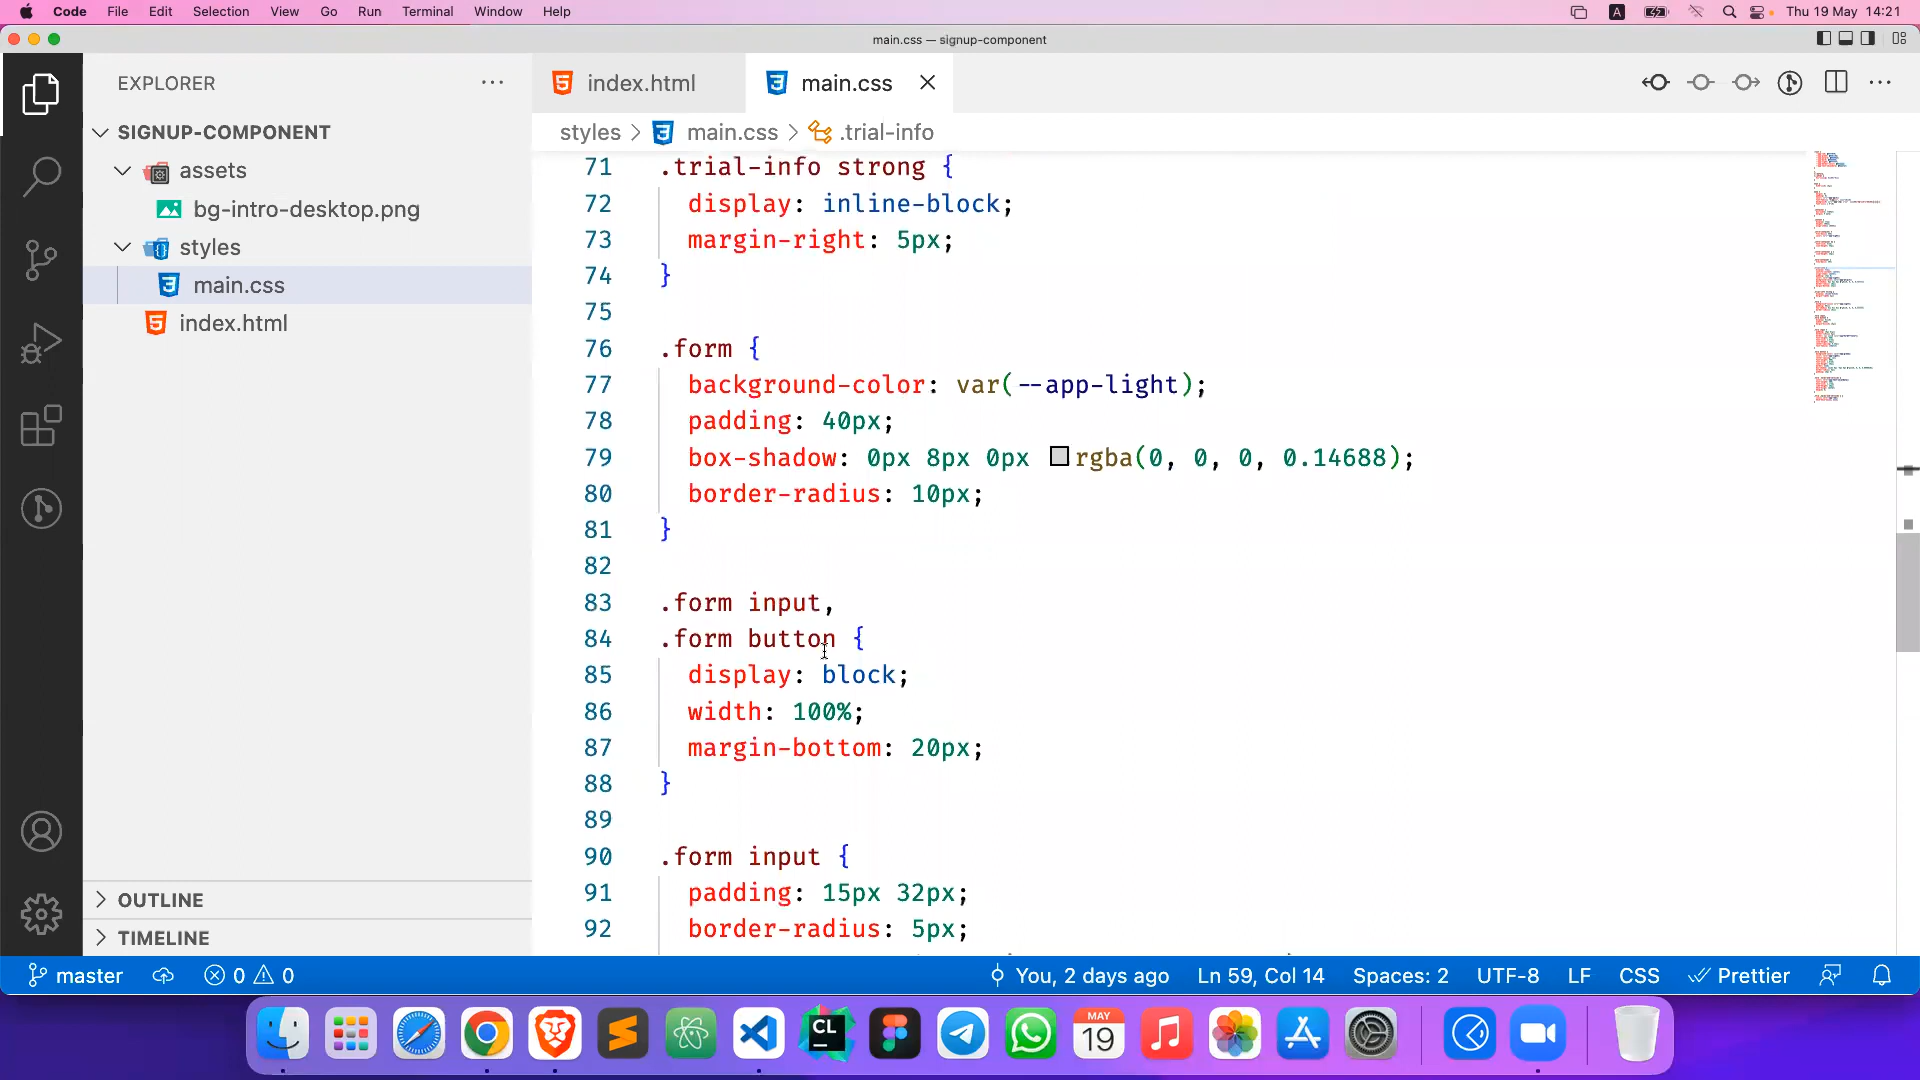 Code File Edit Selection View Go Run Terminal Window Help A Thu 19 May 14:21
main.css — signup-component
EXPLORER
SIGNUP-COMPONENT
assets
bg-intro-desktop.png
styles
main.css
index.html
OUTLINE
TIMELINE
index.html main.css
styles > main.css > .trial-info
71 .trial-info strong {
72 display: inline-block;
73 margin-right: 5px;
74 }
75
76 .form {
77 background-color: var(--app-light);
78 padding: 40px;
79 box-shadow: 0px 8px 0px rgba(0, 0, 0, 0.14688);
80 border-radius: 10px;
81 }
82
83 .form input,
84 .form button {
85 display: block;
86 width: 100%;
87 margin-bottom: 20px;
88 }
89
90 .form input {
91 padding: 15px 32px;
92 border-radius: 5px;
master 0 0 You, 2 days ago Ln 59, Col 14 Spaces: 2 UTF-8 LF CSS Prettier
CL
MAY
19